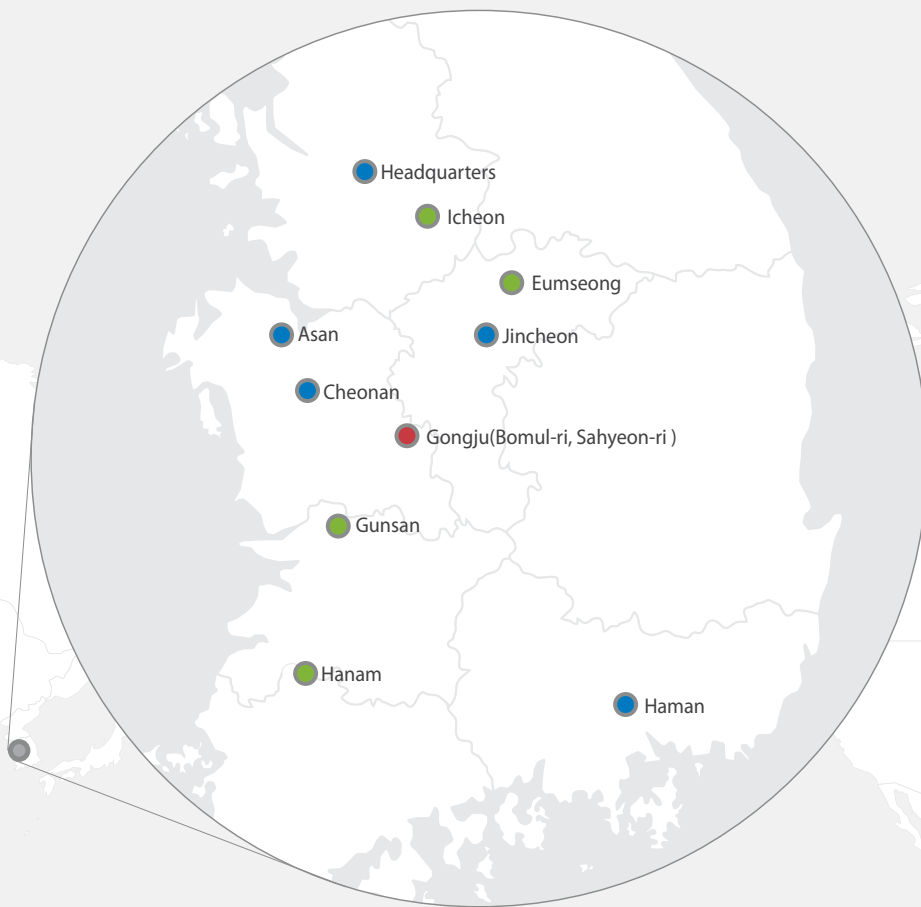 Headquarters
Icheon
Eumseong
Asan
Jincheon
Cheonan
Gongju(Bomul-ri, Sahyeon-ri )
Gunsan
Hanam
Haman